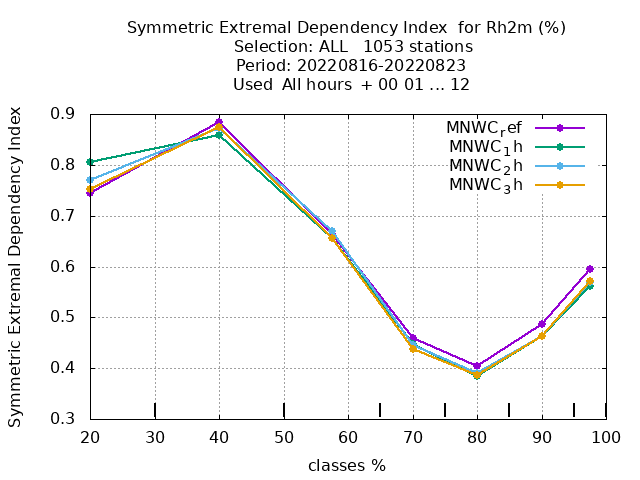 Symmetric Extremal Dependency Index  for Rh2m (%)
Selection: ALL   1053 stations
Period: 20220816-20220823
Used  All hours  + 00 01 ... 12
Symmetric Extremal Dependency Index
0.9
0.8
0.7
0.6
0.5
0.4
0.3
MNWC_ref
MNWC_1h
MNWC_2h
MNWC_3h
20 30 40 50 60 70 80 90 100
classes %